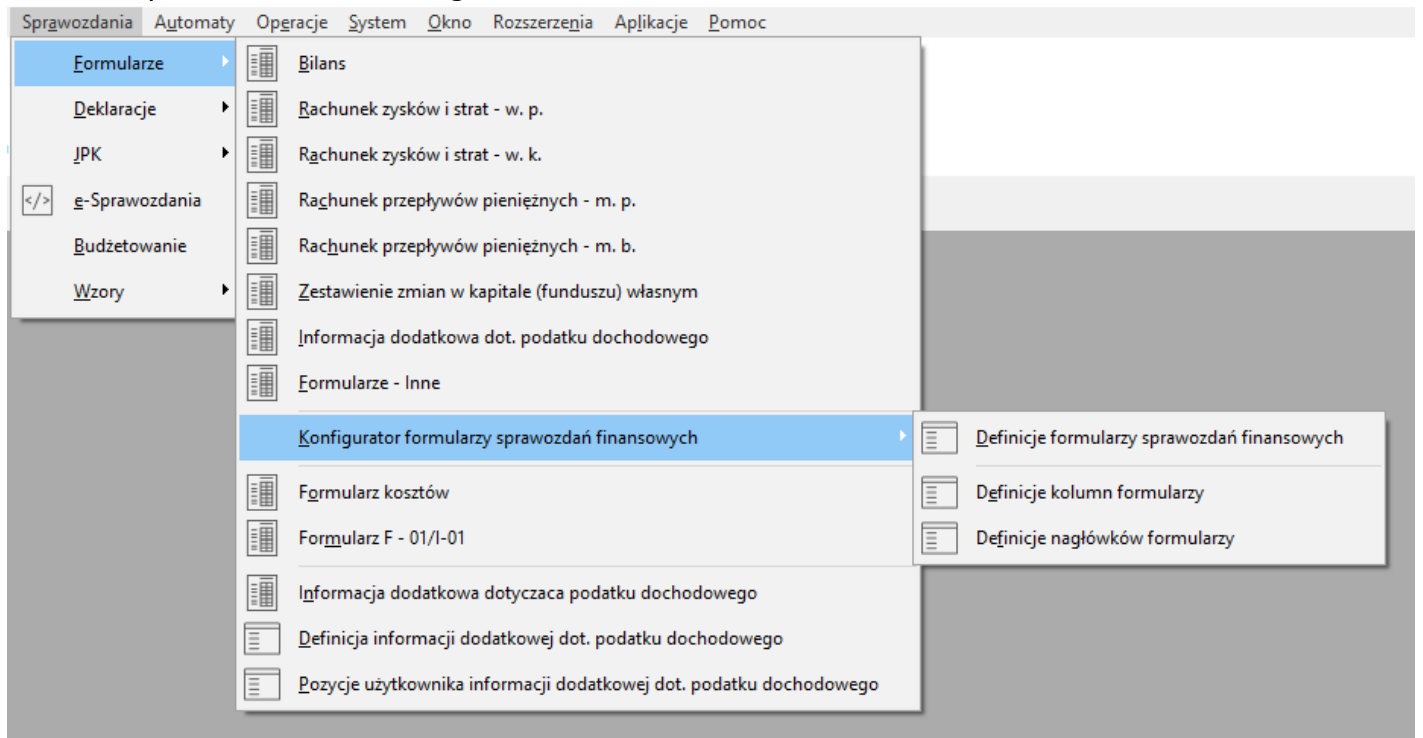 Sprawozdania Automaty Operacje System Okno Rozszerzenia Aplikacje Pomoc
Formularze
Deklaracje
JPK
</> e-Sprawozdania
Budżetowanie
Wzory
Bilans
Rachunek zysków i strat - w. p.
Rachunek zysków i strat - w. k.
Rachunek przepływów pieniężnych - m. p.
Rachunek przepływów pieniężnych - m. b.
Zestawienie zmian w kapitale (funduszu) własnym
Informacja dodatkowa dot. podatku dochodowego
Formularze - Inne
Konfigurator formularzy sprawozdań finansowych
Formularz kosztów
Formularz F - 01/I-01
Informacja dodatkowa dotyczaca podatku dochodowego
Definicja informacji dodatkowej dot. podatku dochodowego
Pozycje użytkownika informacji dodatkowej dot. podatku dochodowego
Definicje formularzy sprawozdań finansowych
Definicje kolumn formularzy
Definicje nagłówków formularzy